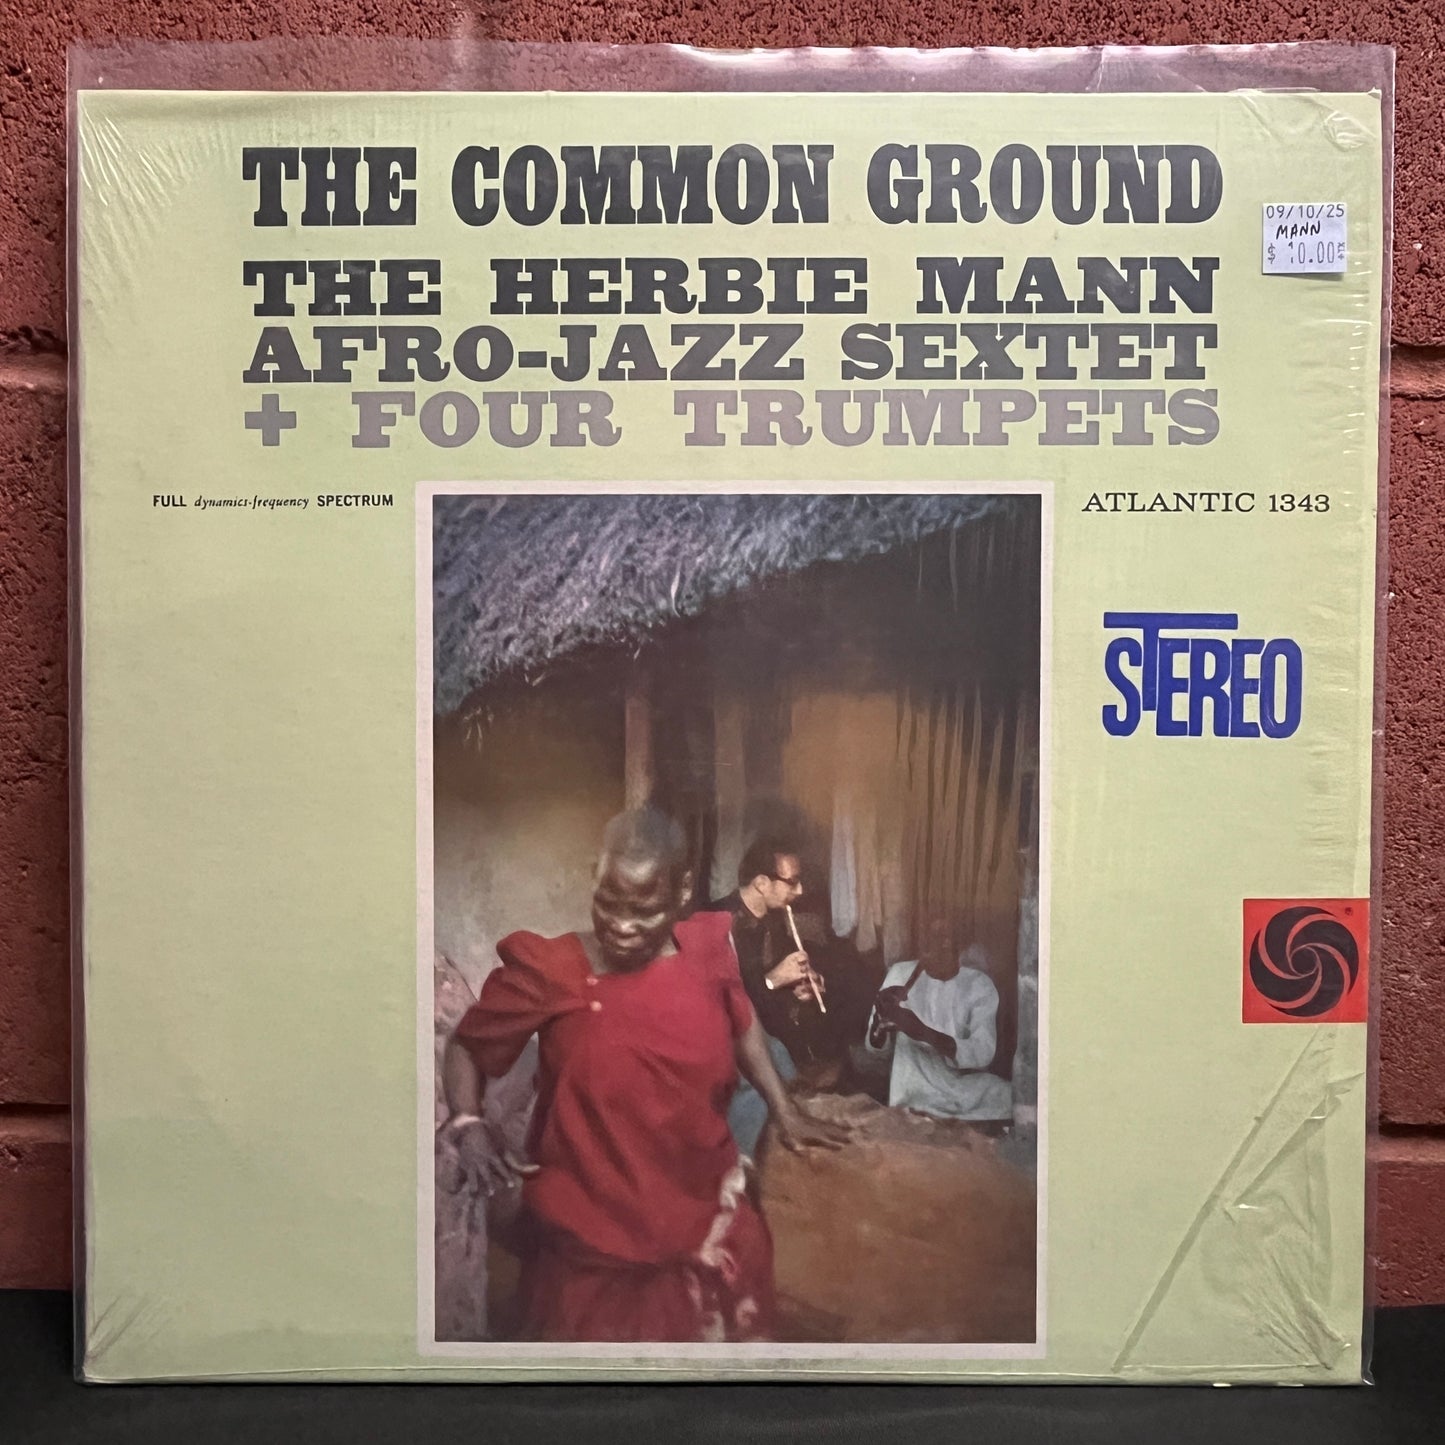 THE COMMON GROUND
THE HERBIE MANN
AFRO-JAZZ SEXTET
+ FOUR TRUMPETS
09/10/25
MANN
$ 10.00
FULL dynamics-frequency SPECTRUM
ATLANTIC 1343
STEREO
®